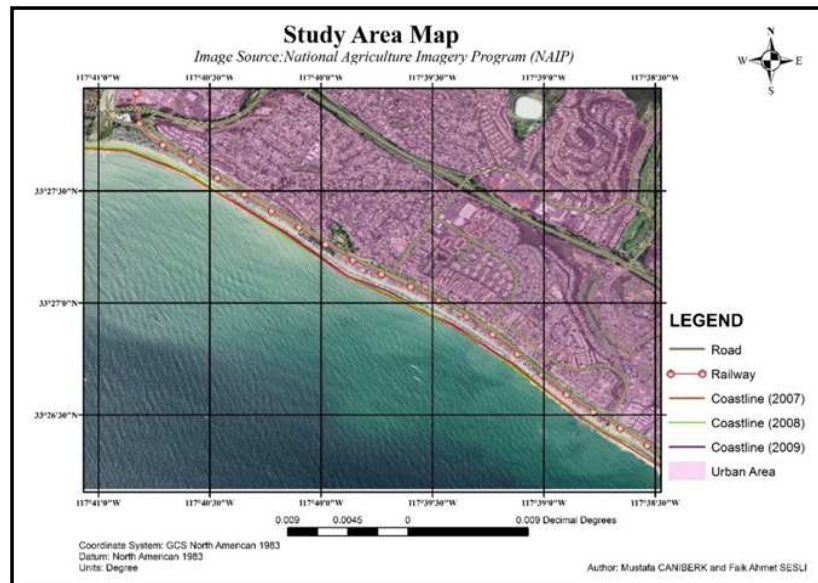 Study Area Map
Image Source:National Agriculture Imagery Program (NAIP)
N
W E
S
117°41'0"W 117°40'30"W 117°40'0"W 117°39'30"W 117°39'0"W 117°38'30"W
33°27'30"N
33°27'0"N
33°26'30"N
LEGEND
Road
Railway
Coastline (2007)
Coastline (2008)
Coastline (2009)
Urban Area
117°41'0"W 117°40'30"W 117°40'0"W 117°39'30"W 117°39'0"W 117°38'30"W
0.009 0.0045 0 0.009 Decimal Degrees
Coordinate System: GCS North American 1983
Datum: North American 1983
Units: Degree
Author: Mustafa CANIBERK and Faik Ahmet SESLI